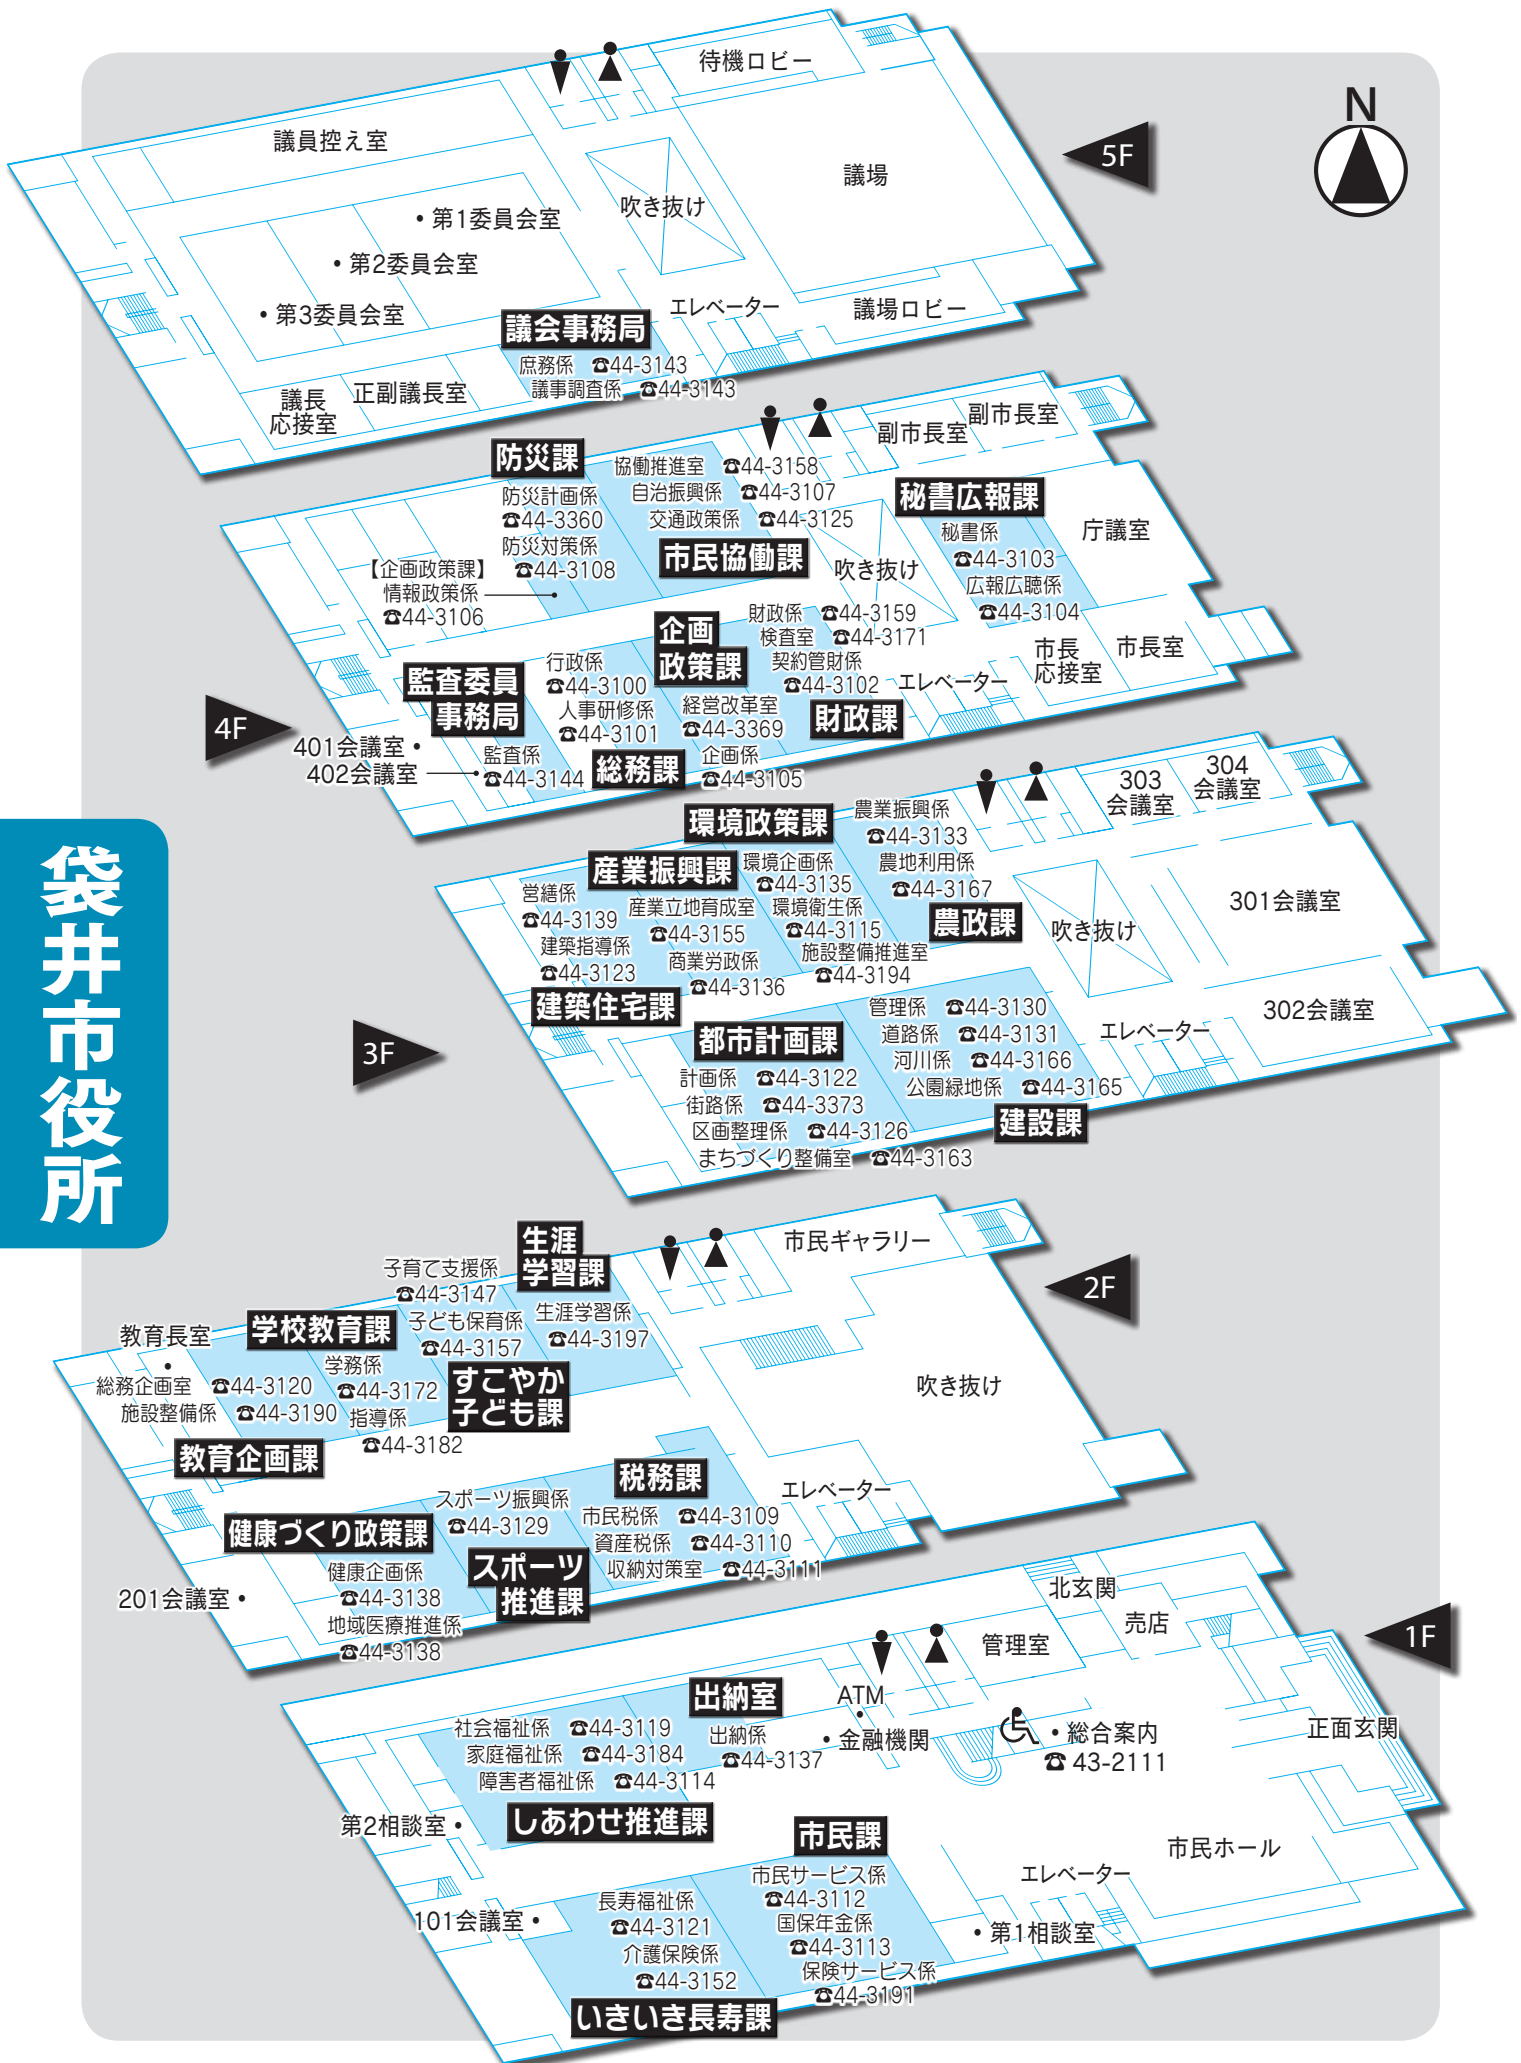 袋井市役所
N
5F
待機ロビー
議員控え室
議場
吹き抜け
・第1委員会室
・第2委員会室
・第3委員会室
エレベーター
議場ロビー
議会事務局
庶務係 ☎44-3143
議事調査係 ☎44-3143
正副議長室
議長
応接室
4F
副市長室
副市長室
防災課
防災計画係
☎44-3360
防災対策係
☎44-3108
協働推進室 ☎44-3158
自治振興係 ☎44-3107
交通政策係 ☎44-3125
市民協働課
秘書広報課
秘書係
☎44-3103
広報広聴係
☎44-3104
庁議室
吹き抜け
【企画政策課】
情報政策係
☎44-3106
企画
政策課
経営改革室
☎44-3369
企画係
☎44-3105
財政係 ☎44-3159
検査室 ☎44-3171
契約管財係
☎44-3102
財政課
エレベーター
市長
応接室
市長室
監査委員
事務局
監査係
☎44-3144
行政係
☎44-3100
人事研修係
☎44-3101
総務課
401会議室・
402会議室
3F
303
会議室
304
会議室
環境政策課
環境企画係
☎44-3135
環境衛生係
☎44-3115
施設整備推進室
☎44-3194
農業振興係
☎44-3133
農地利用係
☎44-3167
農政課
産業振興課
産業立地育成室
☎44-3155
商業労政係
☎44-3136
営繕係
☎44-3139
建築指導係
☎44-3123
建築住宅課
吹き抜け
301会議室
302会議室
エレベーター
都市計画課
計画係 ☎44-3122
街路係 ☎44-3373
区画整理係 ☎44-3126
まちづくり整備室 ☎44-3163
管理係 ☎44-3130
道路係 ☎44-3131
河川係 ☎44-3166
公園緑地係 ☎44-3165
建設課
2F
市民ギャラリー
生涯
学習課
生涯学習係
☎44-3197
子育て支援係
☎44-3147
子ども保育係
☎44-3157
すこやか
子ども課
学校教育課
学務係
☎44-3172
指導係
☎44-3182
教育長室
・
総務企画室 ☎44-3120
施設整備係 ☎44-3190
教育企画課
吹き抜け
エレベーター
税務課
市民税係 ☎44-3109
資産税係 ☎44-3110
収納対策室 ☎44-3111
スポーツ振興係
☎44-3129
スポーツ
推進課
健康づくり政策課
健康企画係
☎44-3138
地域医療推進係
☎44-3138
201会議室・
1F
北玄関
売店
管理室
出納室
出納係
☎44-3137
ATM
・
・金融機関
・総合案内
☎ 43-2111
正面玄関
社会福祉係 ☎44-3119
家庭福祉係 ☎44-3184
障害者福祉係 ☎44-3114
しあわせ推進課
第2相談室・
市民課
市民サービス係
☎44-3112
国保年金係
☎44-3113
保険サービス係
☎44-3191
市民ホール
エレベーター
・第1相談室
101会議室・
長寿福祉係
☎44-3121
介護保険係
☎44-3152
いきいき長寿課